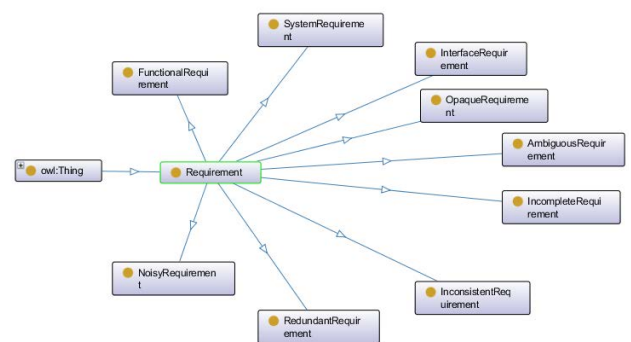 SystemRequireme
nt
FunctionalRequi
rement
InterfaceRequir
ement
OpaqueRequireme
nt
AmbiguousRequir
ement
owl:Thing
Requirement
IncompleteRequi
rement
NoisyRequiremen
t
InconsistentReq
uirement
RedundantRequir
ement